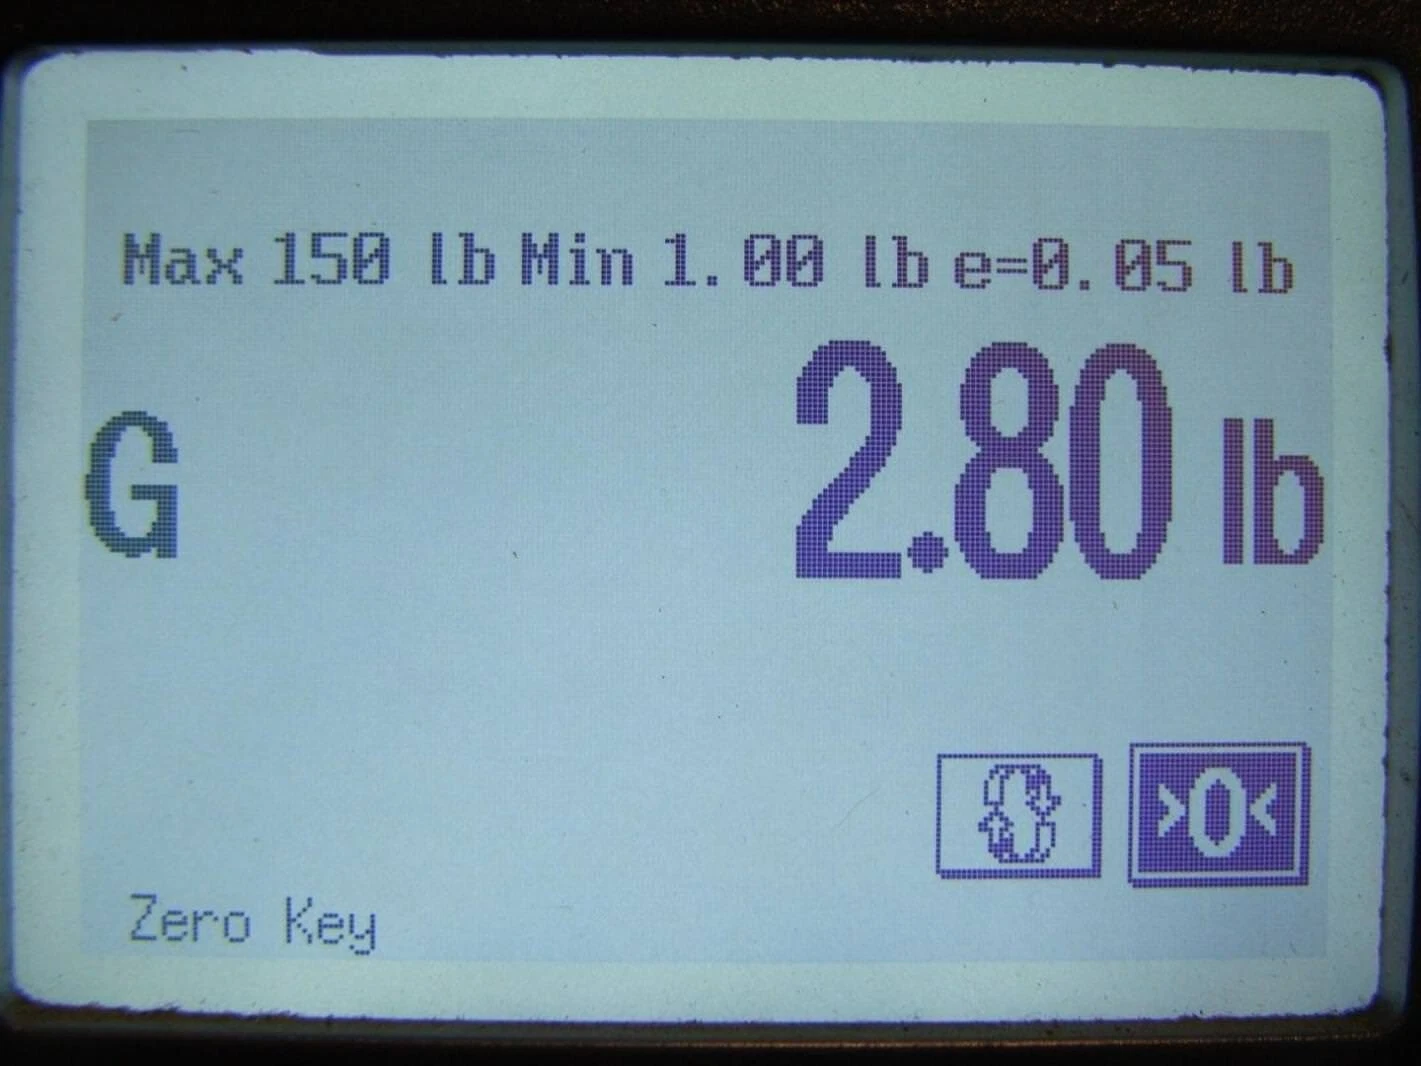 Max 150 lb Min 1.00 lb e=0.05 lb
G 2.80 lb
>0<
Zero Key